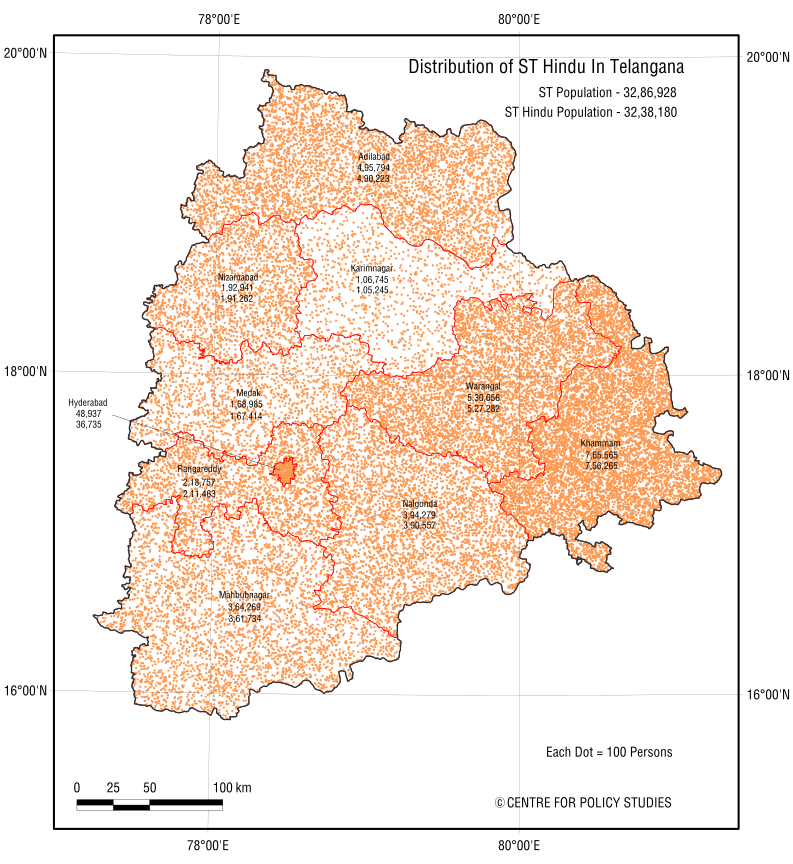 78°00'E 80°00'E
20°00'N 20°00'N
Distribution of ST Hindu In Telangana
ST Population - 32,86,928
ST Hindu Population - 32,38,180
Adilabad
4,95,794
4,90,223
Nizamabad
1,92,941
1,91,262
Karimnagar
1,06,745
1,05,245
18°00'N 18°00'N
Hyderabad
48,937
36,735
Medak
1,68,985
1,67,414
Warangal
5,30,656
5,27,282
Khammam
7,65,565
7,56,265
Rangareddy
2,18,757
2,11,463
Nalgonda
3,94,279
3,90,557
Mahbubnagar
3,64,269
3,61,734
16°00'N 16°00'N
Each Dot = 100 Persons
0 25 50 100 km
© CENTRE FOR POLICY STUDIES
78°00'E 80°00'E